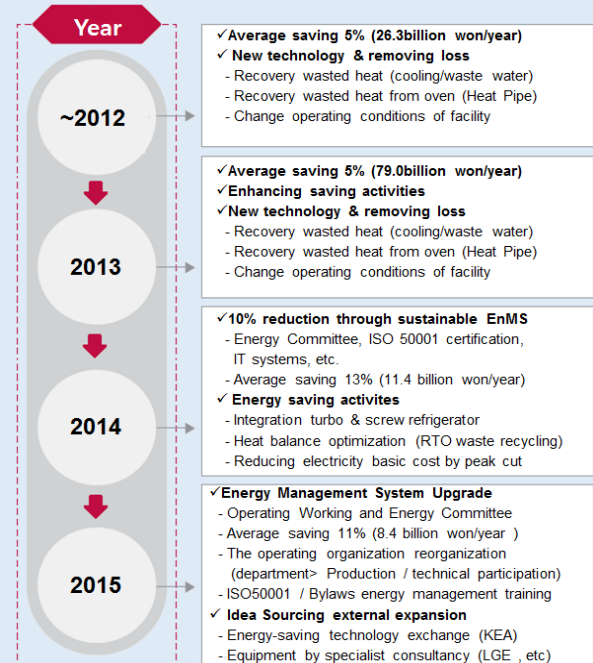 Year
~2012
✓Average saving 5% (26.3billion won/year)
✓ New technology & removing loss
- Recovery wasted heat (cooling/waste water)
- Recovery wasted heat from oven (Heat Pipe)
- Change operating conditions of facility
2013
✓Average saving 5% (79.0billion won/year)
✓Enhancing saving activities
✓New technology & removing loss
- Recovery wasted heat (cooling/waste water)
- Recovery wasted heat from oven (Heat Pipe)
- Change operating conditions of facility
2014
✓10% reduction through sustainable EnMS
- Energy Committee, ISO 50001 certification,
IT systems, etc.
- Average saving 13% (11.4 billion won/year)
✓ Energy saving activites
- Integration turbo & screw refrigerator
- Heat balance optimization (RTO waste recycling)
- Reducing electricity basic cost by peak cut
2015
✓Energy Management System Upgrade
- Operating Working and Energy Committee
- Average saving 11% (8.4 billion won/year )
- The operating organization reorganization
(department> Production / technical participation)
- ISO50001 / Bylaws energy management training
✓ Idea Sourcing external expansion
- Energy-saving technology exchange (KEA)
- Equipment by specialist consultancy (LGE , etc)